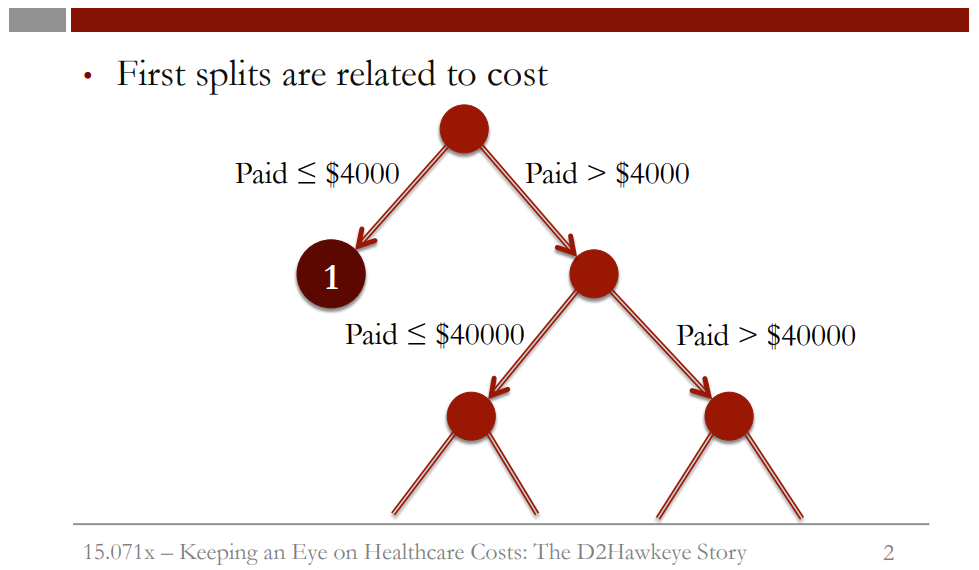 • First splits are related to cost
Paid ≤ $4000
Paid > $4000
1
Paid ≤ $40000
Paid > $40000
15.071x – Keeping an Eye on Healthcare Costs: The D2Hawkeye Story
2